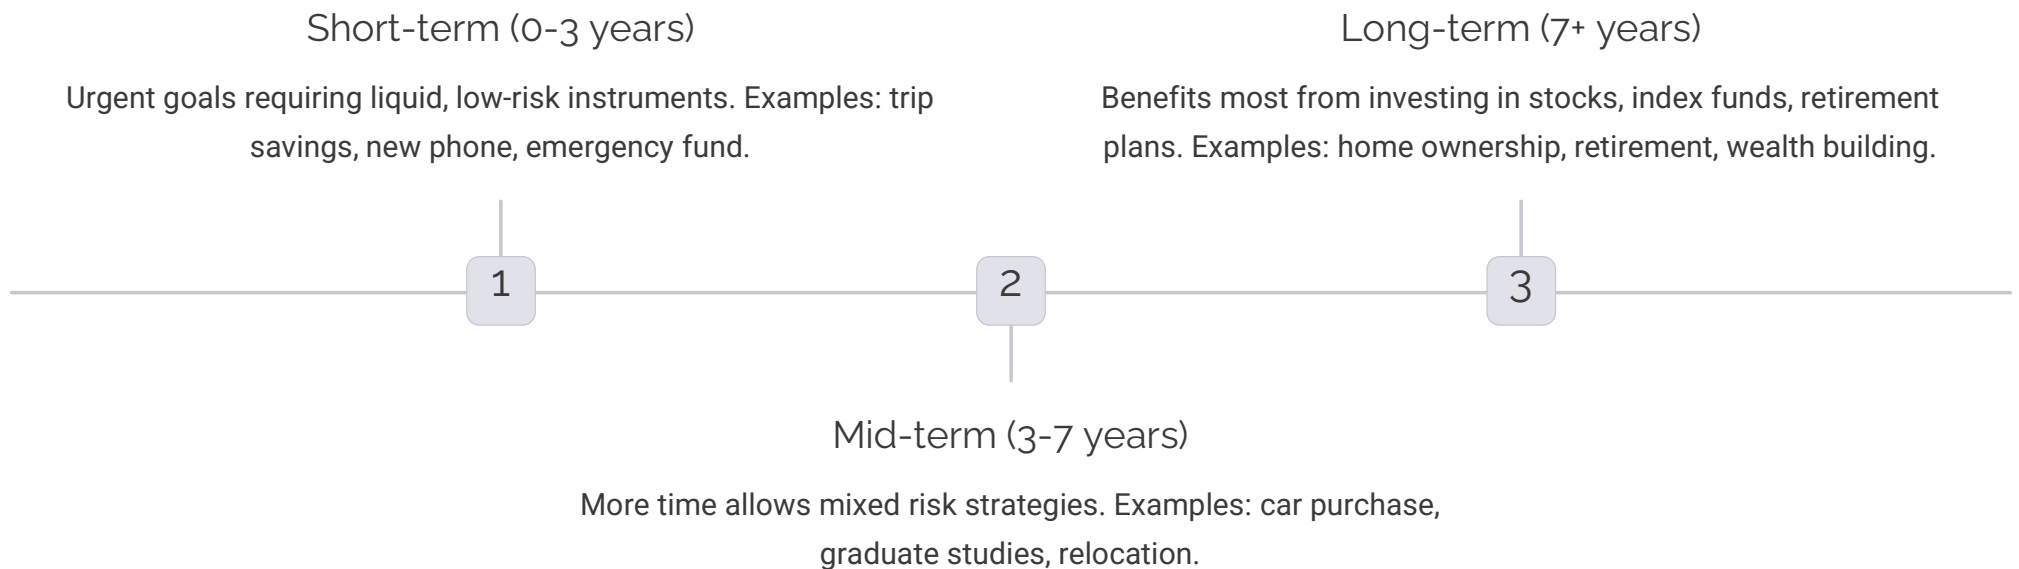 Short-term (0-3 years)
Urgent goals requiring liquid, low-risk instruments. Examples: trip
savings, new phone, emergency fund.
Long-term (7+ years)
Benefits most from investing in stocks, index funds, retirement
plans. Examples: home ownership, retirement, wealth building.
1
2
3
Mid-term (3-7 years)
More time allows mixed risk strategies. Examples: car purchase,
graduate studies, relocation.